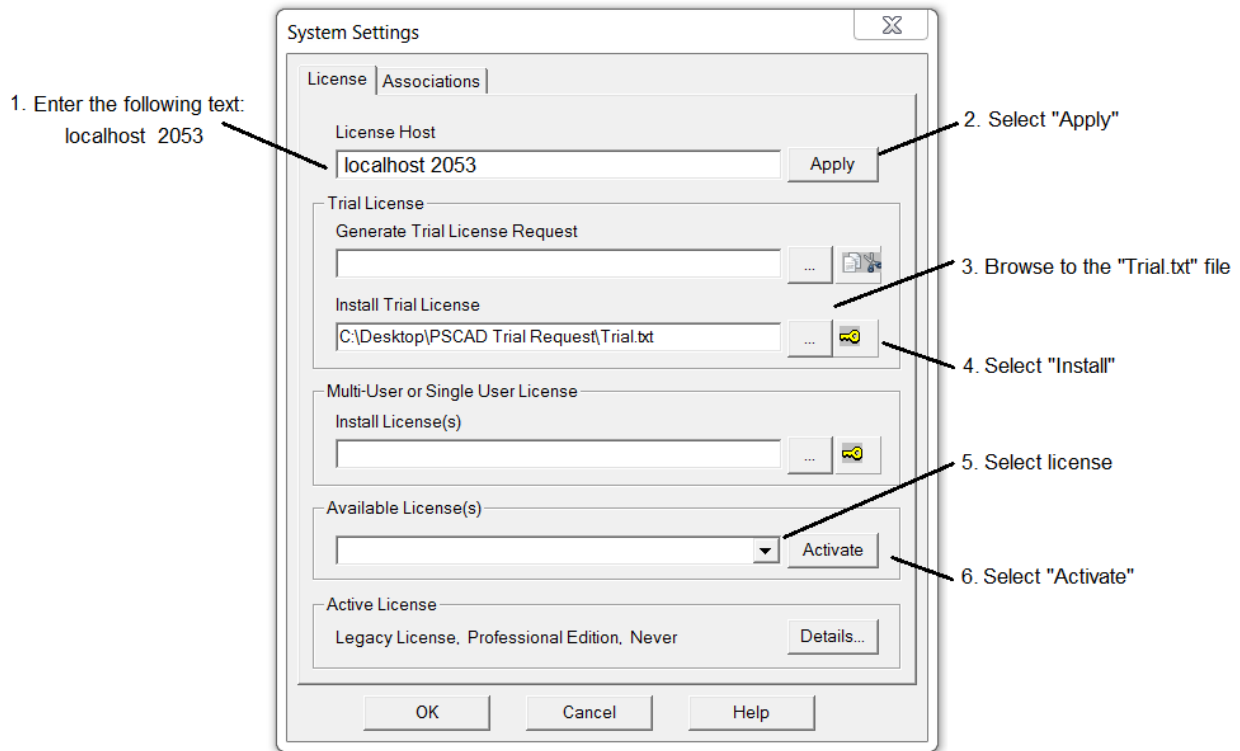 System Settings
License
Associations
1. Enter the following text:
localhost 2053
License Host
localhost 2053
Apply
2. Select "Apply"
Trial License
Generate Trial License Request
...
3. Browse to the "Trial.txt" file
Install Trial License
C:\Desktop\PSCAD Trial Request\Trial.txt
...
4. Select "Install"
Multi-User or Single User License
Install License(s)
...
5. Select license
Available License(s)
Activate
6. Select "Activate"
Active License
Legacy License, Professional Edition, Never
Details...
OK
Cancel
Help